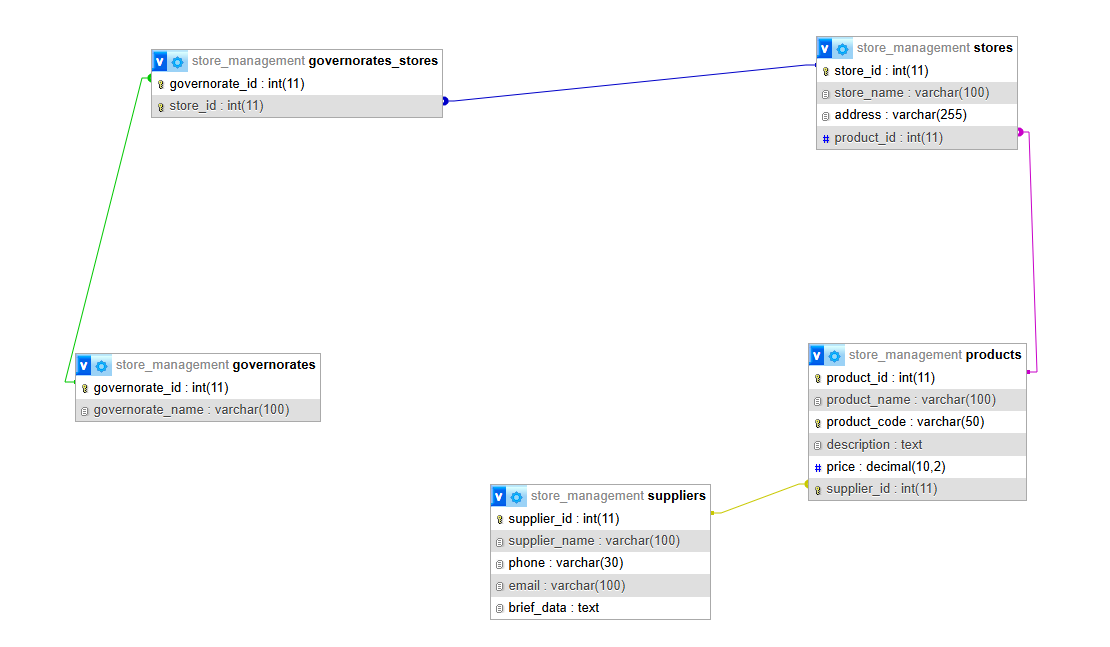 v store_management governorates_stores
governorate_id : int(11)
store_id : int(11)
v store_management stores
store_id : int(11)
store_name : varchar(100)
address : varchar(255)
# product_id : int(11)
v store_management governorates
governorate_id : int(11)
governorate_name : varchar(100)
v store_management products
product_id : int(11)
product_name : varchar(100)
product_code : varchar(50)
description : text
# price : decimal(10,2)
supplier_id : int(11)
v store_management suppliers
supplier_id : int(11)
supplier_name : varchar(100)
phone : varchar(30)
email : varchar(100)
brief_data : text